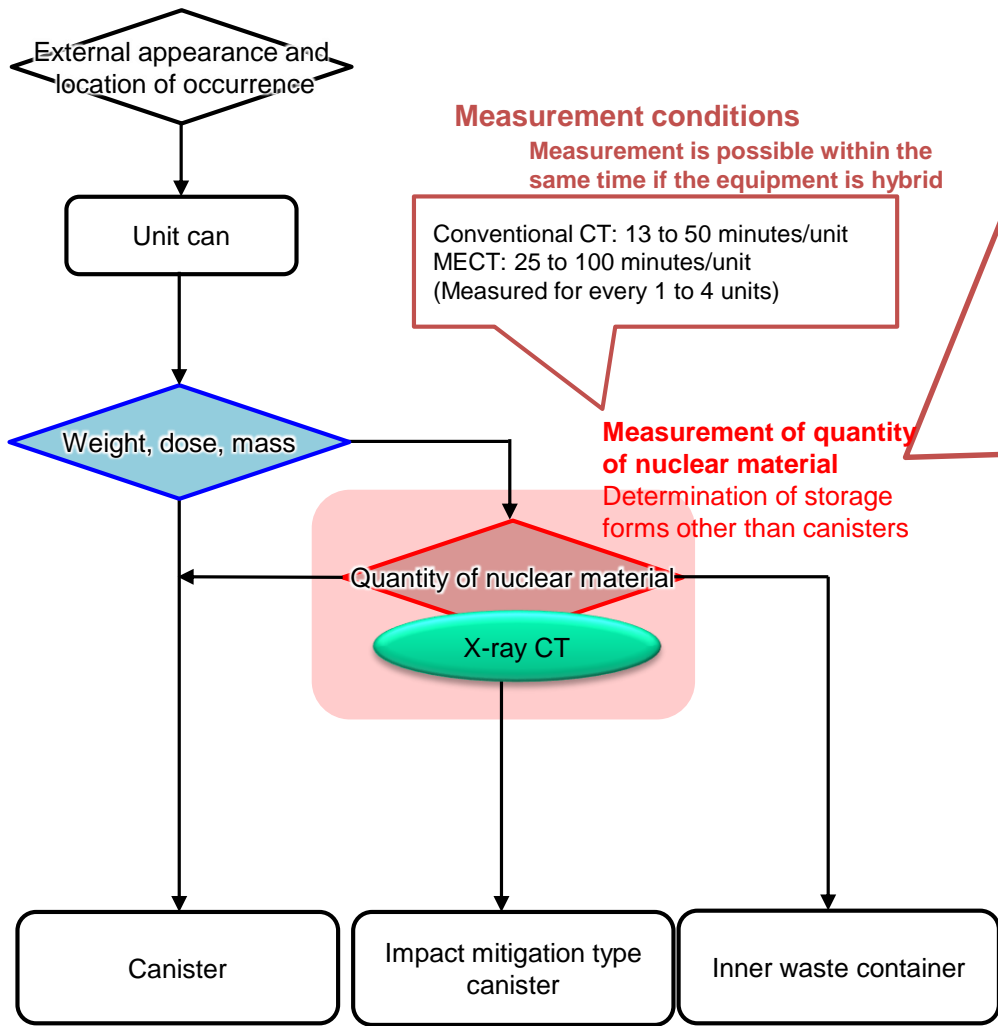 External appearance and
location of occurrence
Measurement conditions
Measurement is possible within the
same time if the equipment is hybrid
Unit can
Conventional CT: 13 to 50 minutes/unit
MECT: 25 to 100 minutes/unit
(Measured for every 1 to 4 units)
Weight, dose, mass
Measurement of quantity
of nuclear material
Determination of storage
forms other than canisters
Quantity of nuclear material
X-ray CT
Canister
Impact mitigation type
canister
Inner waste container